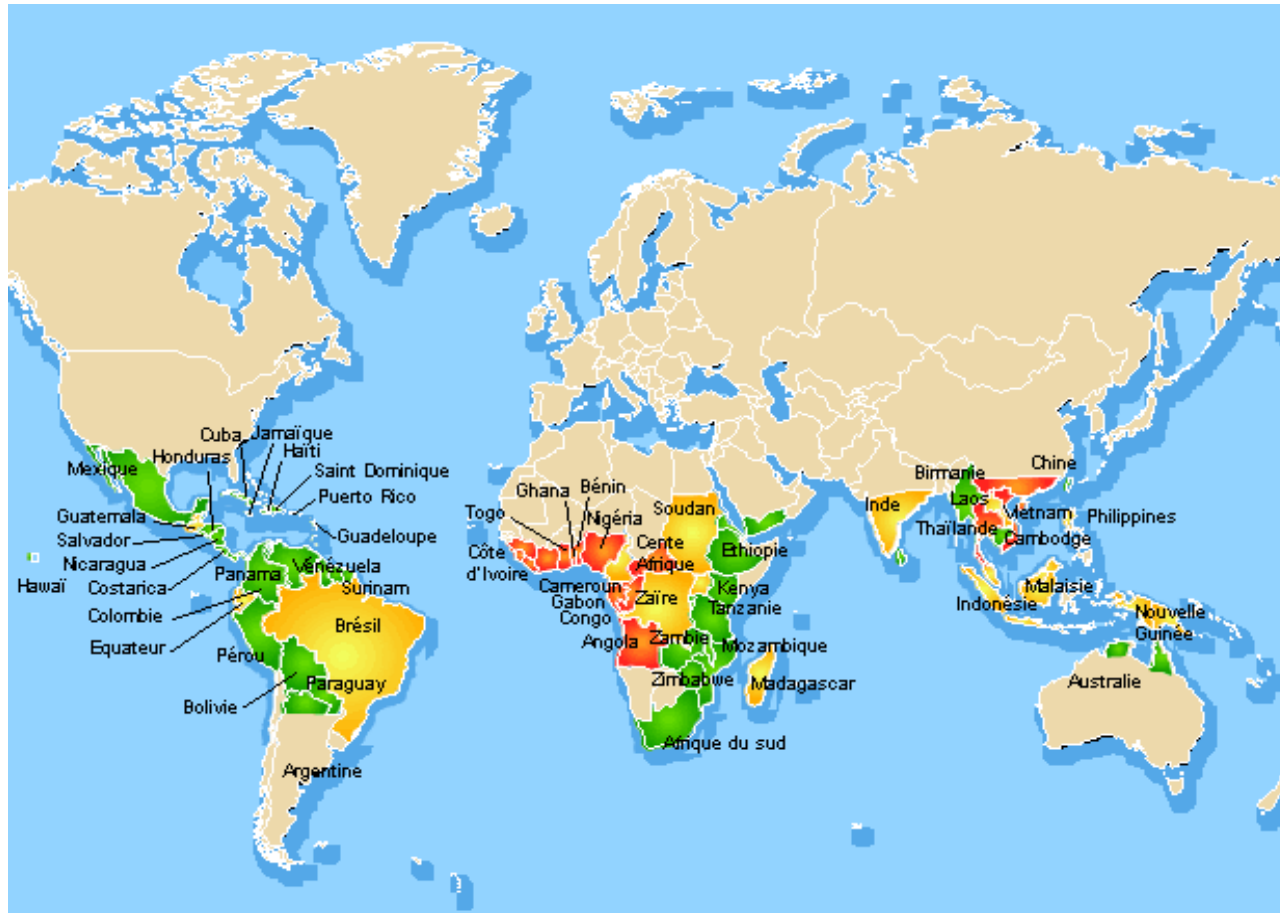 Cuba
Jamaïque
Honduras
Haïti
Mexique
Saint Dominique
Puerto Rico
Guatemala
Salvador
Guadeloupe
Nicaragua
Hawaï
Costarica
Panama
Vénézuela
Surinam
Colombie
Brésil
Equateur
Pérou
Paraguay
Bolivie
Argentine
Ghana
Bénin
Togo
Nigéria
Soudan
Côte
d'Ivoire
Cente
Afrique
Ethiopie
Cameroun
Gabon
Congo
Zaïre
Kenya
Tanzanie
Angola
Zambie
Mozambique
Zimbabwe
Madagascar
Afrique du sud
Birmanie
Chine
Inde
Laos
Vietnam
Thaïlande
Cambodge
Philippines
Malaisie
Indonésie
Nouvelle
Guinée
Australie